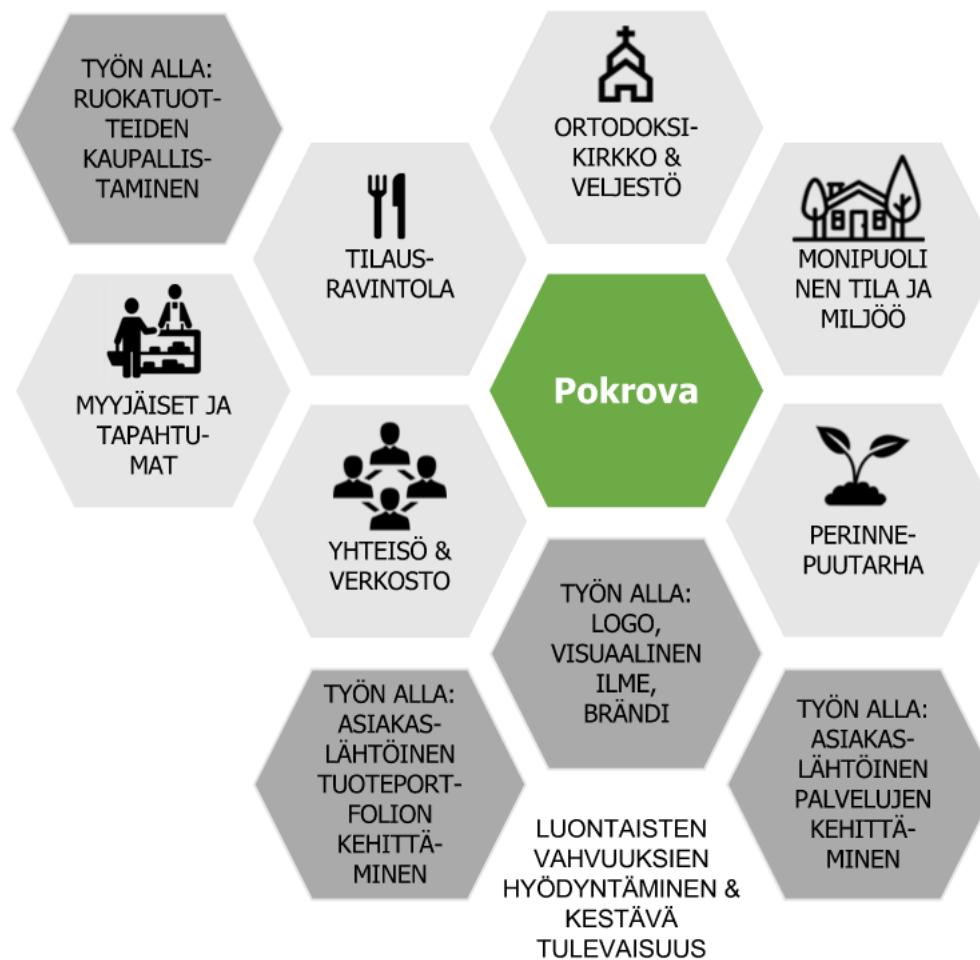 TYÖN ALLA:
RUOKATUOT-
TEIDEN
KAUPALLIS-
TAMINEN
ORTODOKSI-
KIRKKO &
VELJESTÖ
TILAUS-
RAVINTOLA
MONIPUOLI
NEN TILA JA
MILJÖÖ
MYYJÄISET JA
TAPAHTU-
MAT
Pokrova
YHTEISÖ &
VERKOSTO
PERINNE-
PUUTARHA
TYÖN ALLA:
LOGO,
VISUAALINEN
ILME,
BRÄNDI
TYÖN ALLA:
ASIAKAS-
LÄHTÖINEN
TUOTEPORT-
FOLION
KEHITTÄ-
MINEN
TYÖN ALLA:
ASIAKAS-
LÄHTÖINEN
PALVELUJEN
KEHITTÄ-
MINEN
LUONTAISTEN
VAHVUUKSIEN
HYÖDYNTÄMINEN &
KESTÄVÄ
TULEVAISUUS